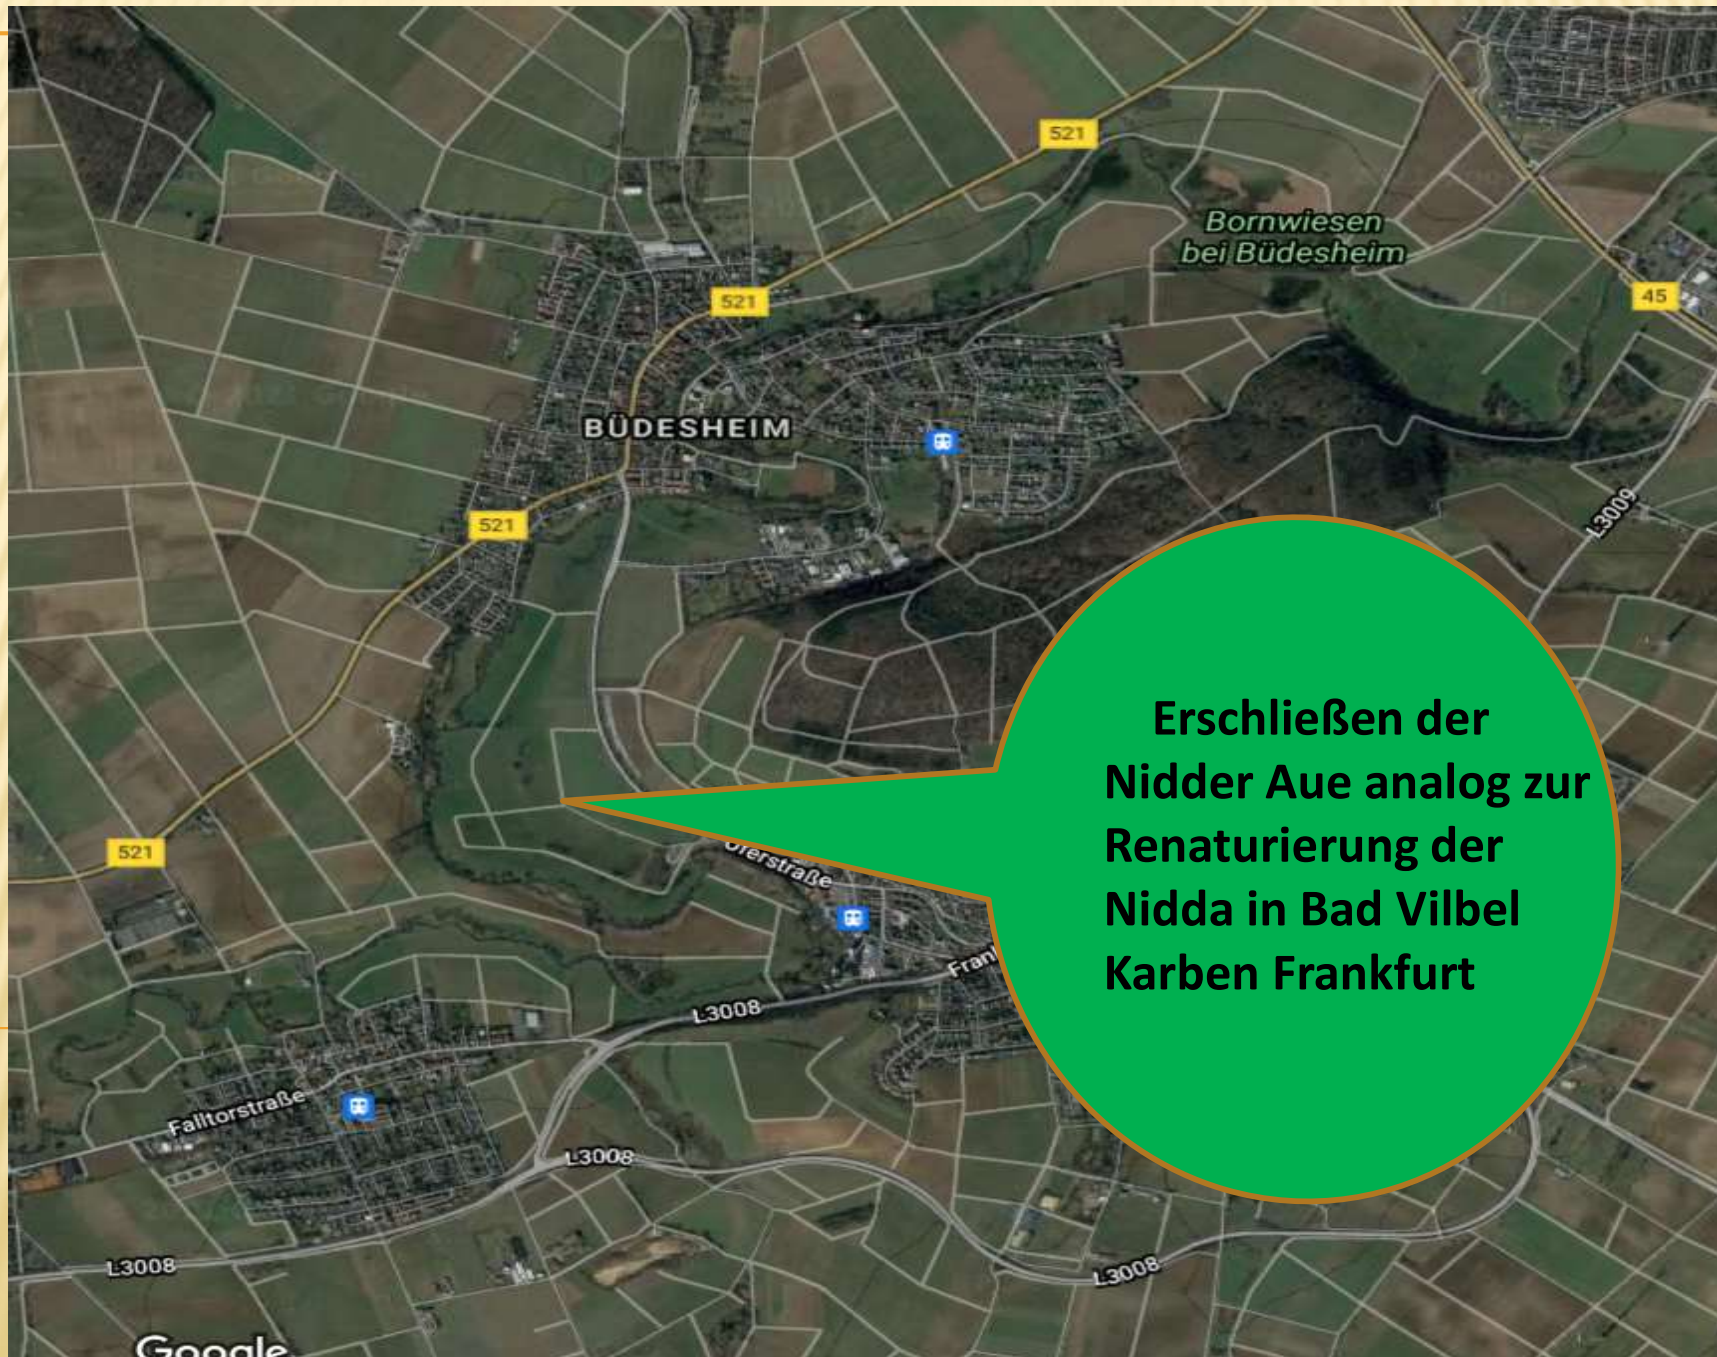 521
Bornwiesen
bei Büdesheim
521
45
BÜDESHEIM
521
L3009
Erschließen der
Nidder Aue analog zur
Renaturierung der
Nidda in Bad Vilbel
Karben Frankfurt
521
Uferstraße
Frank
L3008
Falltorstraße
L3008
L3008
L3008
Google